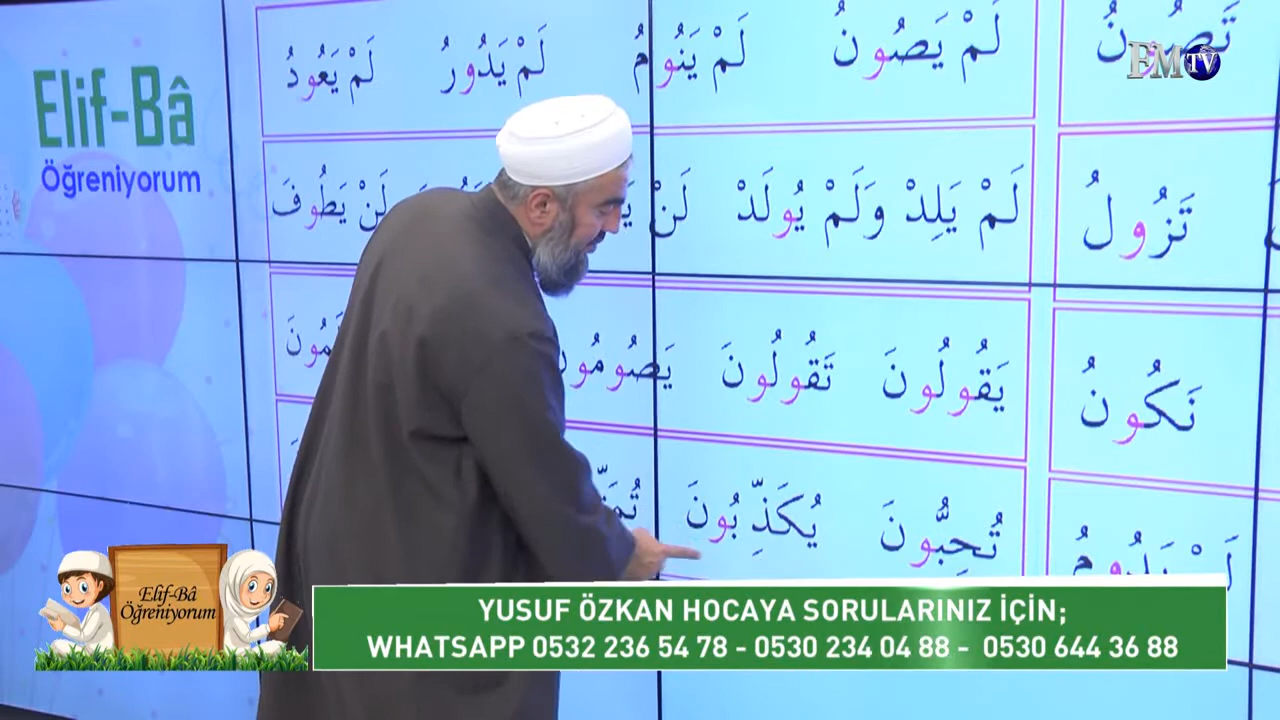 Elif-Bâ
Öğreniyorum
EMTV
تَصُونُ
لَمْ يَصُونُ لَمْ يَنُومُ لَمْ يَدُورُ لَمْ يَعُودُ
تَزُولُ
لَمْ يَلِدْ وَلَمْ يُولَدْ لَنْ لَنْ يَطُوفَ
نَكُونُ
يَقُولُونَ تَقُولُونَ يَصُومُونَ
لَمْ يَدُومُ
تُحِبُّونَ يُكَذِّبُونَ
Elif-Bâ
Öğreniyorum
YUSUF ÖZKAN HOCAYA SORULARINIZ İÇİN;
WHATSAPP 0532 236 54 78 - 0530 234 04 88 - 0530 644 36 88